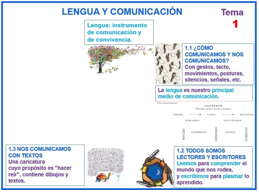 LENGUA Y COMUNICACIÓN
Tema
1
Lengua: instrumento
de comunicación y
de convivencia.
1.1 ¿CÓMO
COMUNICAMOS Y NOS
COMUNICAMOS?
Con gestos, tacto,
movimientos, posturas,
silencios, señales, etc.
La lengua es nuestro principal
medio de comunicación.
1.3 NOS COMUNICAMOS
CON TEXTOS
Una caricatura
cuyo propósito es "hacer
reír", contiene dibujos y
textos.
1.2 TODOS SOMOS
LECTORES Y ESCRITORES
Leemos para comprender el
mundo que nos rodea,
y escribimos para plasmar lo
aprendido.